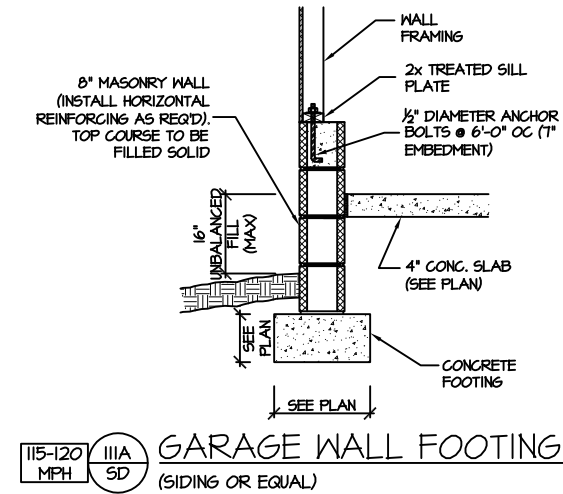 WALL
FRAMING
2x TREATED SILL
PLATE
8" MASONRY WALL
(INSTALL HORIZONTAL
REINFORCING AS REQ'D).
TOP COURSE TO BE
FILLED SOLID
½" DIAMETER ANCHOR
BOLTS @ 6'-0" OC (7"
EMBEDMENT)
16"
UNBALANCED
FILL
(MAX)
4" CONC. SLAB
(SEE PLAN)
SEE
PLAN
CONCRETE
FOOTING
SEE PLAN
115-120
MPH
111A
SD
GARAGE WALL FOOTING
(SIDING OR EQUAL)